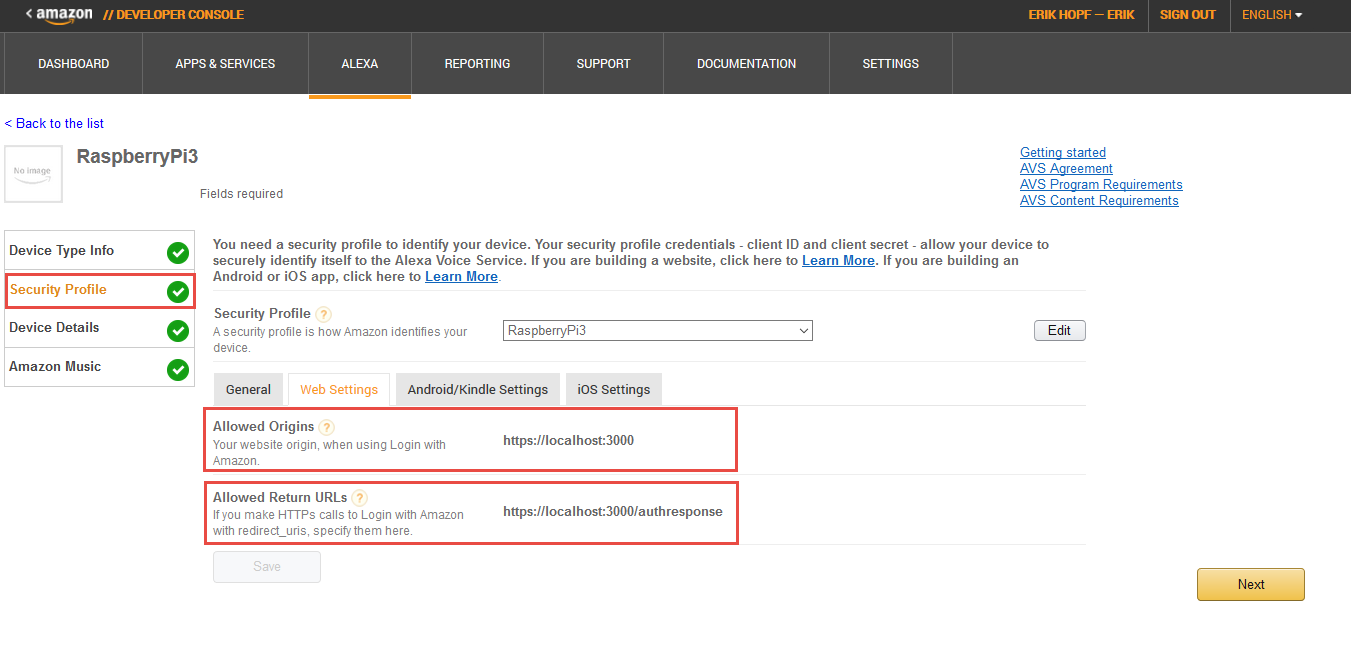 < amazon // DEVELOPER CONSOLE
ERIK HOPF — ERIK
SIGN OUT
ENGLISH
DASHBOARD
APPS & SERVICES
ALEXA
REPORTING
SUPPORT
DOCUMENTATION
SETTINGS
< Back to the list
No image
RaspberryPi3
Fields required
Getting started
AVS Agreement
AVS Program Requirements
AVS Content Requirements
Device Type Info
Security Profile
Device Details
Amazon Music
You need a security profile to identify your device. Your security profile credentials - client ID and client secret - allow your device to
securely identify itself to the Alexa Voice Service. If you are building a website, click here to Learn More. If you are building an
Android or iOS app, click here to Learn More.
Security Profile ?
A security profile is how Amazon identifies your
device.
RaspberryPi3
Edit
General
Web Settings
Android/Kindle Settings
iOS Settings
Allowed Origins ?
Your website origin, when using Login with
Amazon.
https://localhost:3000
Allowed Return URLs ?
If you make HTTPs calls to Login with Amazon
with redirect_uris, specify them here.
https://localhost:3000/authresponse
Save
Next